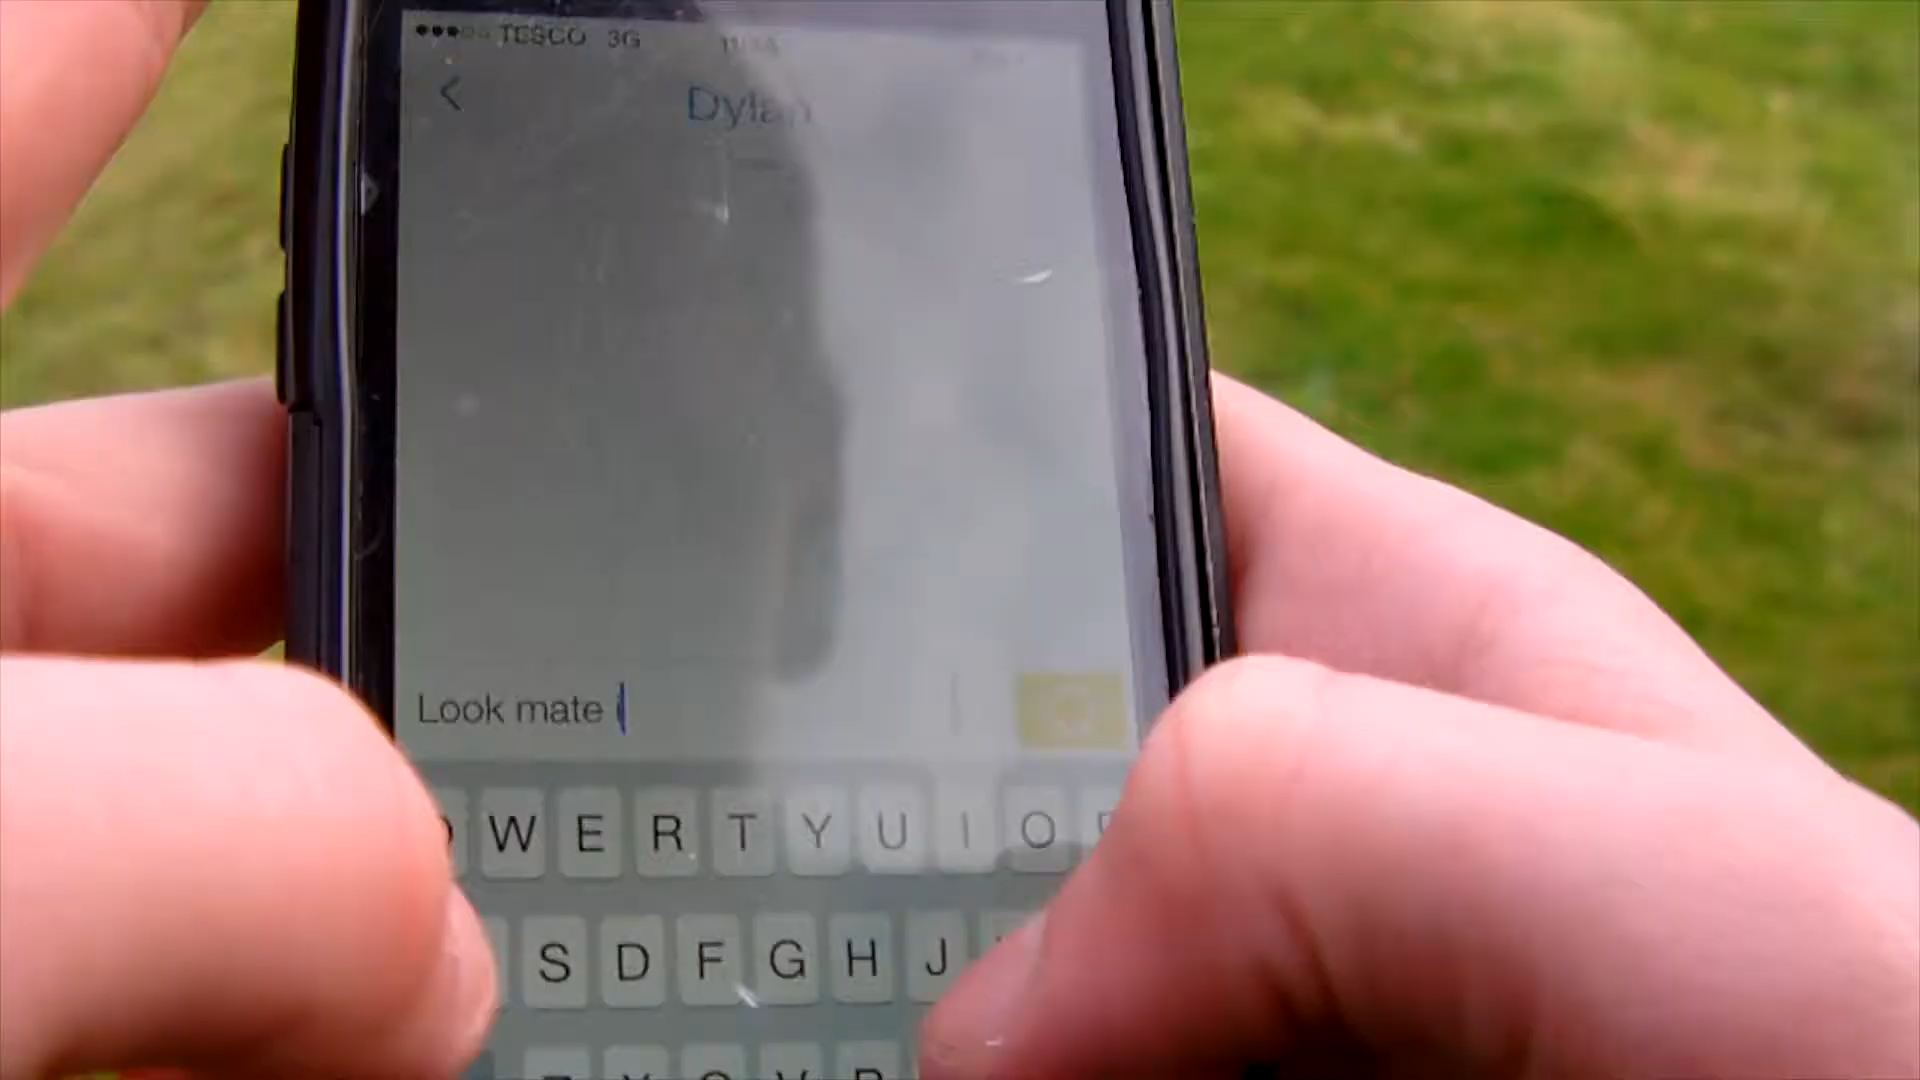 TESCO 3G
Dylan
Look mate
W E R T Y U I O
S D F G H J